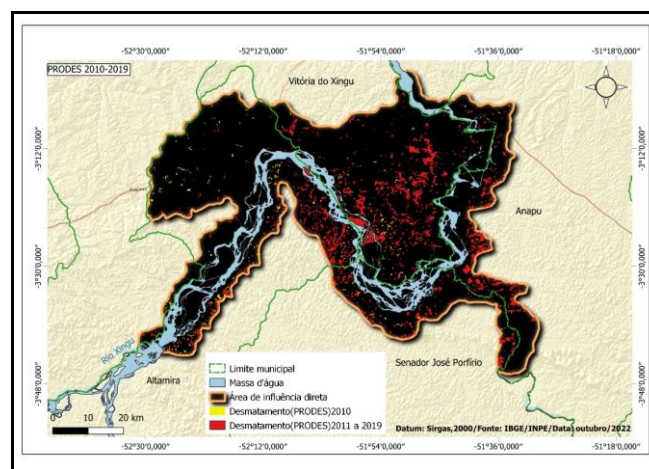 -52°30'0,000" -52°12'0,000" -51°54'0,000" -51°36'0,000" -51°18'0,000"
PRODES 2010-2019
Vitória do Xingu
-3°12'0,000" -3°12'0,000"
Anapu
-3°30'0,000" -3°30'0,000"
Rio Xingu
Senador José Porfírio
Altamira
-3°48'0,000" -3°48'0,000"
Limite municipal
Massa d'água
Área de influência direta
Desmatamento(PRODES)2010
Desmatamento(PRODES)2011 a 2019
0 10 20 km
Datum: Sirgas,2000/Fonte: IBGE/INPE/Data: outubro/2022
-52°30'0,000" -52°12'0,000" -51°54'0,000" -51°36'0,000" -51°18'0,000"